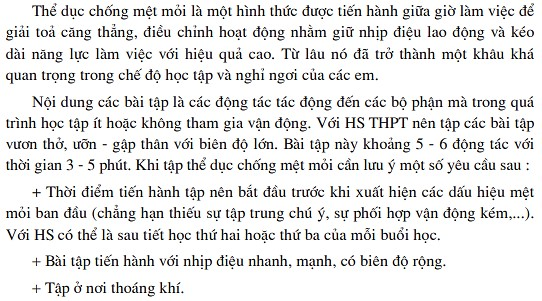 Thể dục chống mệt mỏi là một hình thức được tiến hành giữa giờ làm việc để
giải toả căng thẳng, điều chỉnh hoạt động nhằm giữ nhịp điệu lao động và kéo
dài năng lực làm việc với hiệu quả cao. Từ lâu nó đã trở thành một khâu khá
quan trọng trong chế độ học tập và nghỉ ngơi của các em.
Nội dung các bài tập là các động tác tác động đến các bộ phận mà trong quá
trình học tập ít hoặc không tham gia vận động. Với HS THPT nên tập các bài tập
vươn thở, ưỡn - gập thân với biên độ lớn. Bài tập này khoảng 5 - 6 động tác với
thời gian 3 - 5 phút. Khi tập thể dục chống mệt mỏi cần lưu ý một số yêu cầu sau :
+ Thời điểm tiến hành tập nên bắt đầu trước khi xuất hiện các dấu hiệu mệt
mỏi ban đầu (chẳng hạn thiếu sự tập trung chú ý, sự phối hợp vận động kém,...).
Với HS có thể là sau tiết học thứ hai hoặc thứ ba của mỗi buổi học.
+ Bài tập tiến hành với nhịp điệu nhanh, mạnh, có biên độ rộng.
+ Tập ở nơi thoáng khí.